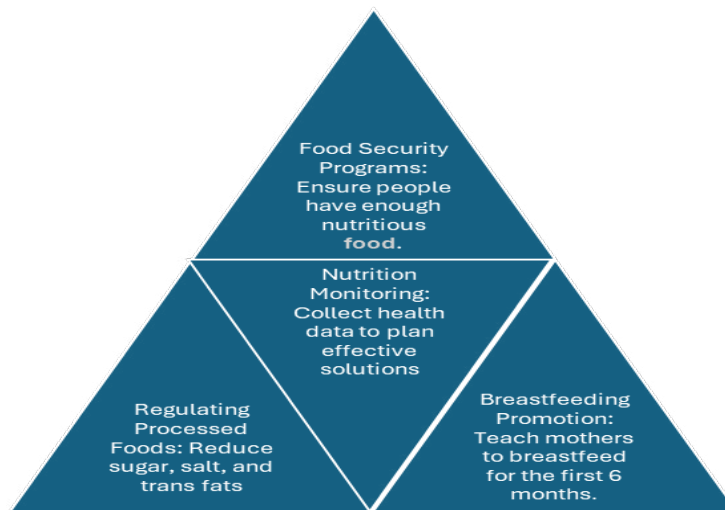 Food Security
Programs:
Ensure people
have enough
nutritious
food.
Nutrition
Monitoring:
Collect health
data to plan
effective
solutions
Regulating
Processed
Foods: Reduce
sugar, salt, and
trans fats
Breastfeeding
Promotion:
Teach mothers
to breastfeed
for the first 6
months.